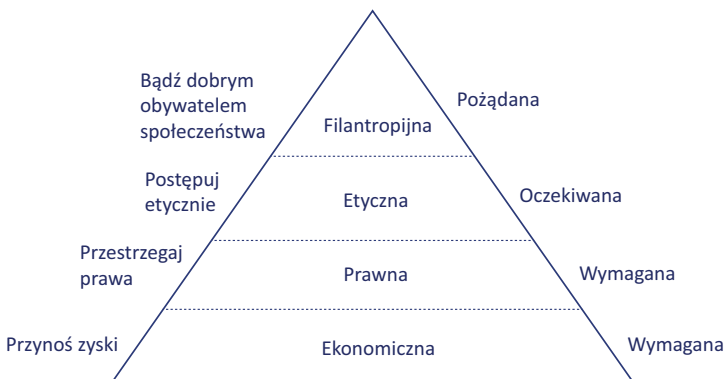 Bądź dobrym
obywatelem
społeczeństwa
Filantropijna
Pożądana
Postępuj
etycznie
Etyczna
Oczekiwana
Przestrzegaj
prawa
Prawna
Wymagana
Przynoś zyski
Ekonomiczna
Wymagana